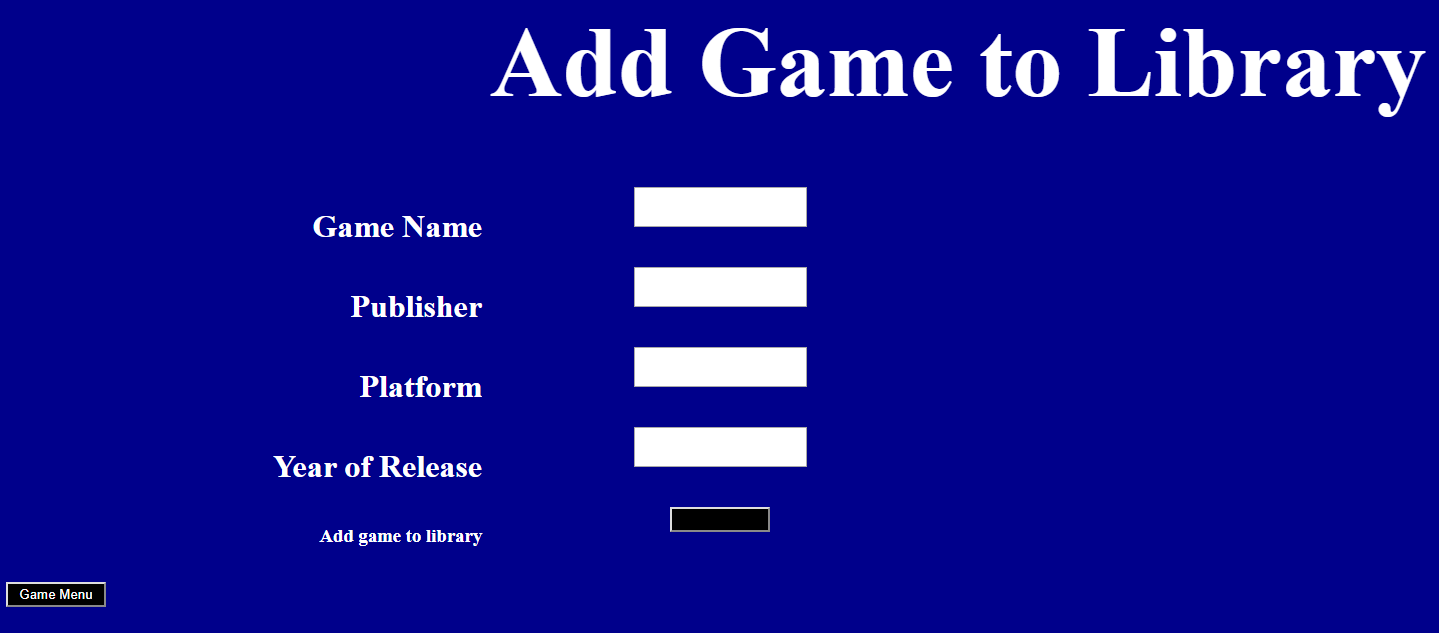 Add Game to Library
Game Name
Publisher
Platform
Year of Release
Add game to library
Game Menu